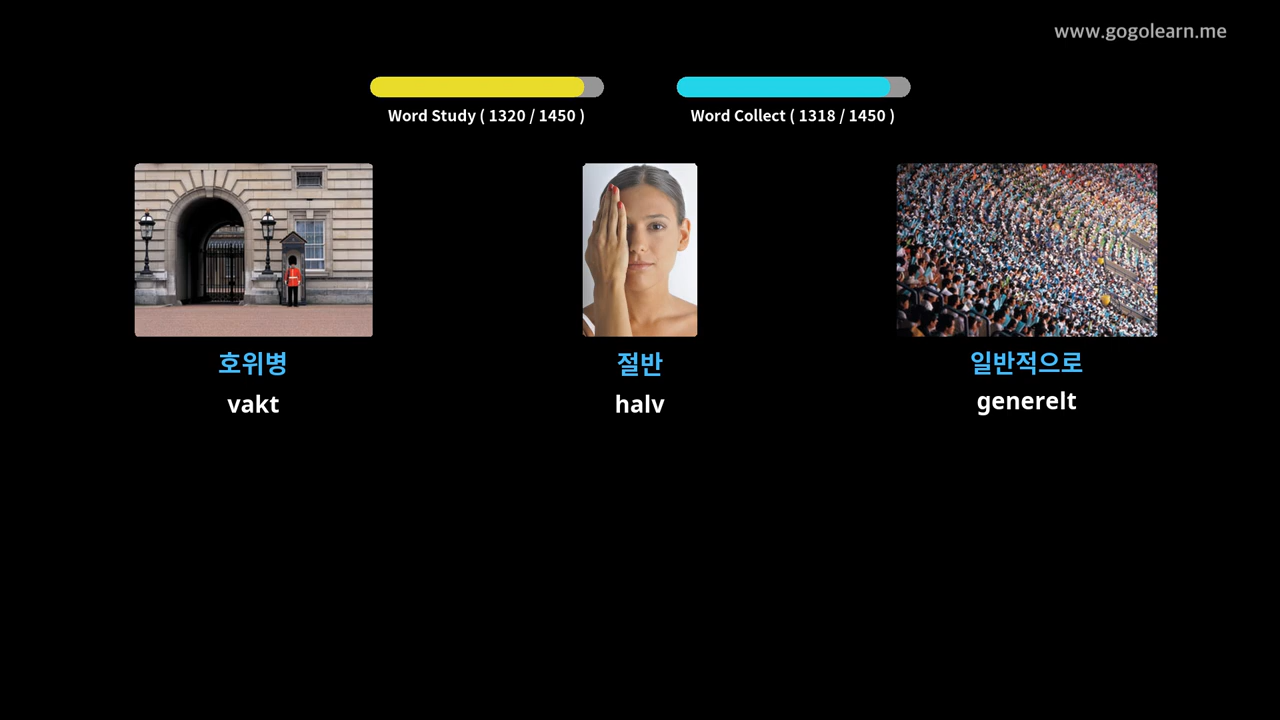 www.gogolearn.me
Word Study ( 1320 / 1450 )
Word Collect ( 1318 / 1450 )
호위병
vakt
절반
halv
일반적으로
generelt